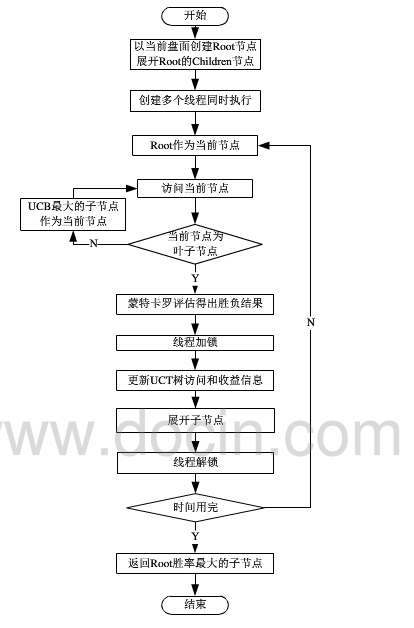 开始
以当前盘面创建Root节点
展开Root的Children节点
创建多个线程同时执行
Root作为当前节点
访问当前节点
UCB最大的子节点
作为当前节点
N
当前节点为
叶子节点
Y
蒙特卡罗评估得出胜负结果
N
线程加锁
更新UCT树访问和收益信息
展开子节点
www.docin.com
线程解锁
时间用完
Y
返回Root胜率最大的子节点
结束